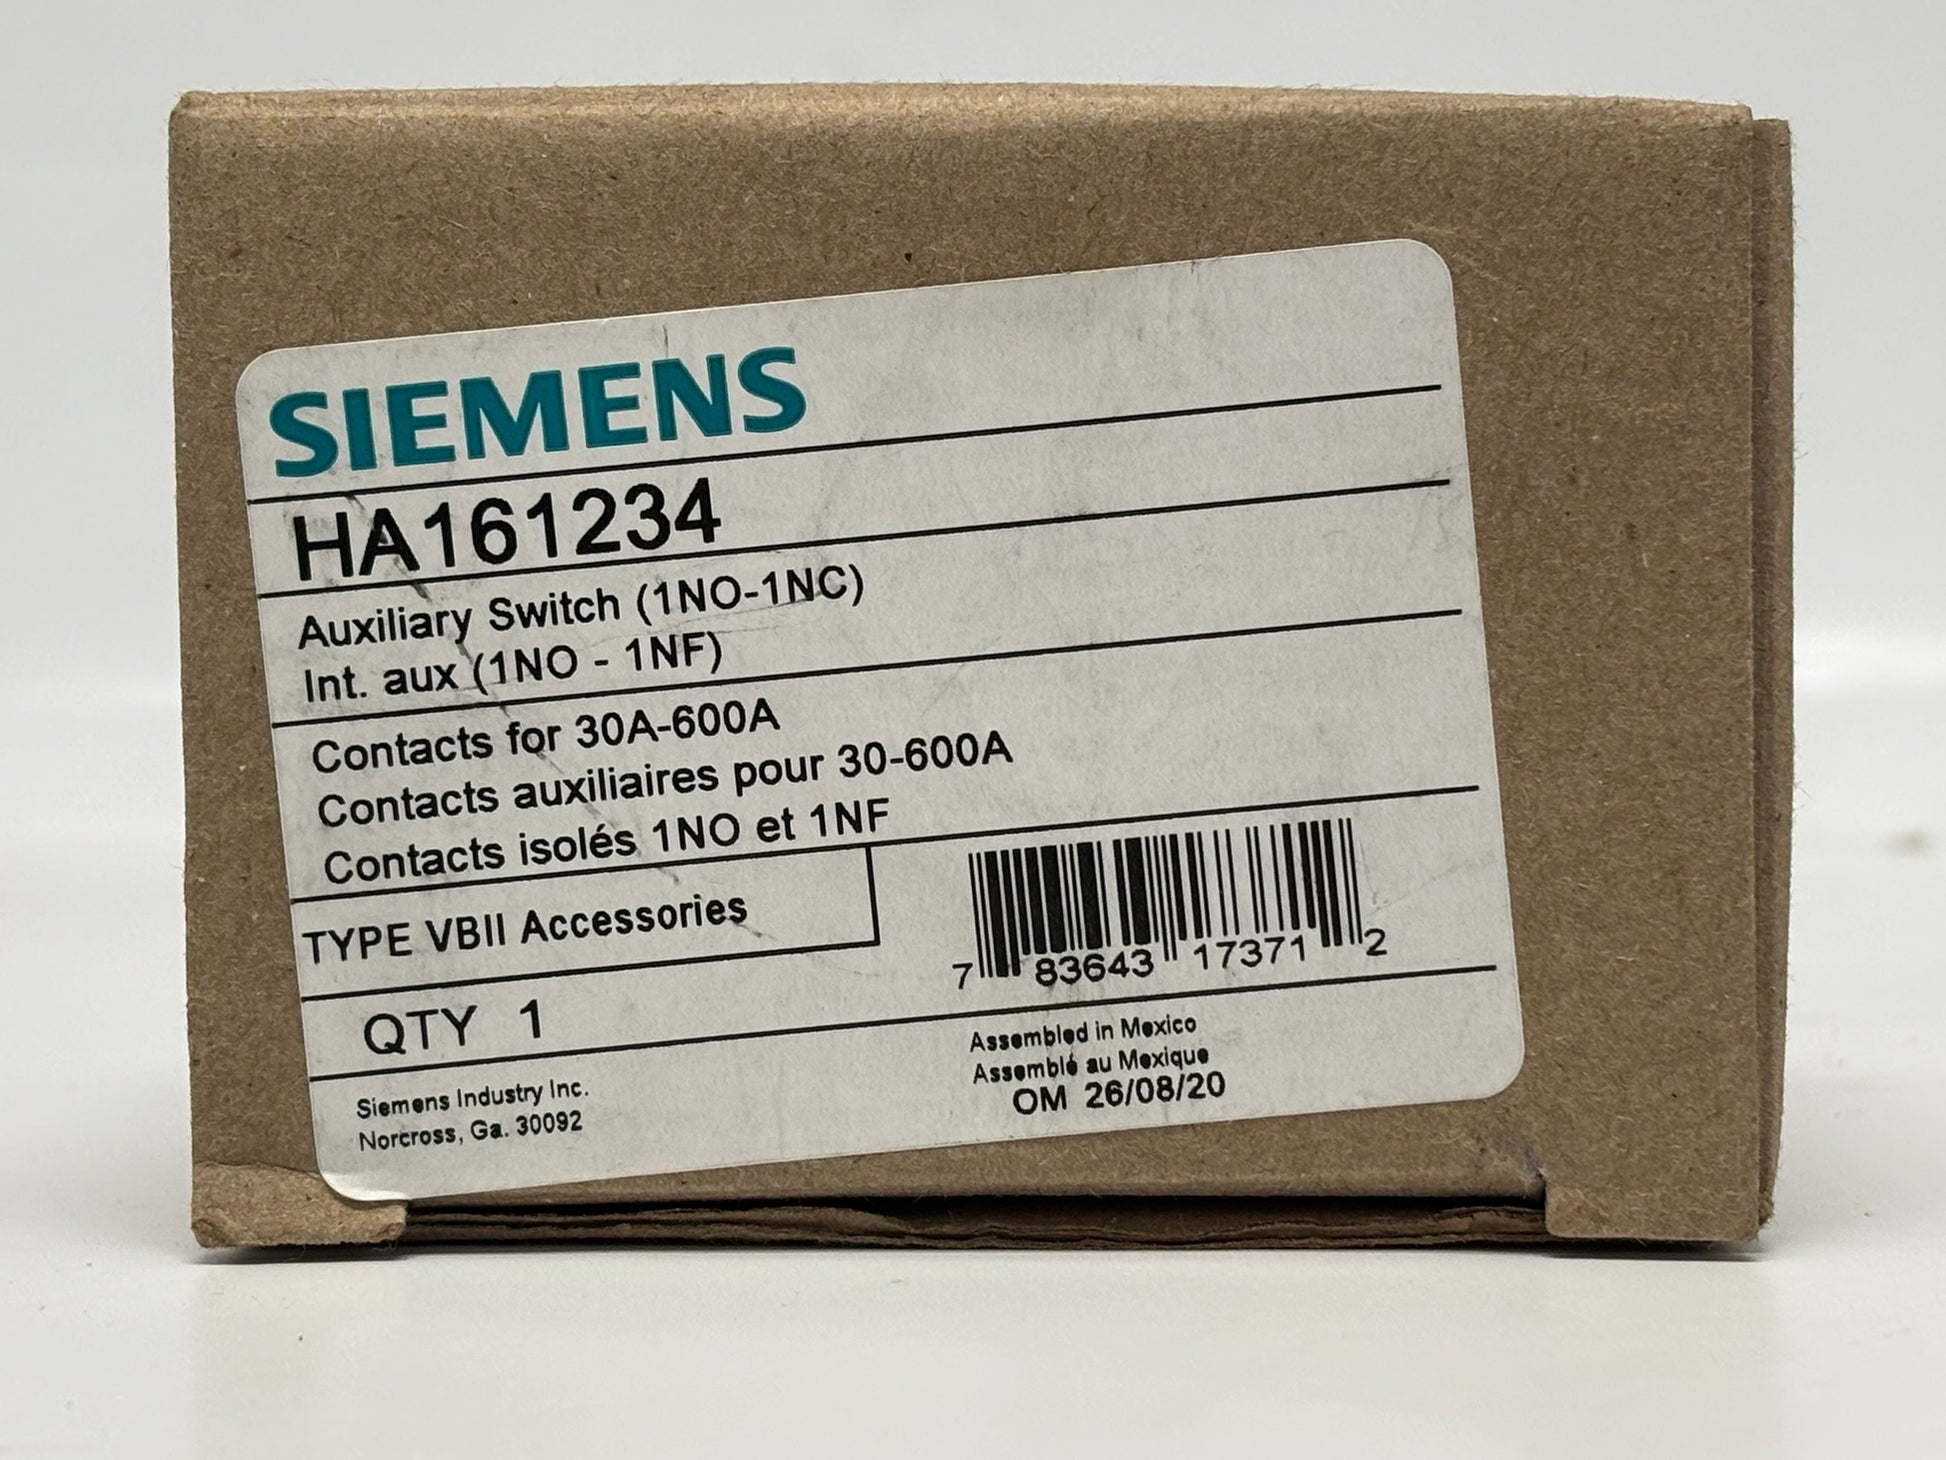 SIEMENS
HA161234
Auxiliary Switch (1NO-1NC)
Int. aux (1NO - 1NF)
Contacts for 30A-600A
Contacts auxiliaires pour 30-600A
Contacts isolés 1NO et 1NF
TYPE VBII Accessories
7 83643 17371 2
QTY 1
Assembled in Mexico
Assemblé au Mexique
OM 26/08/20
Siemens Industry Inc.
Norcross, Ga. 30092